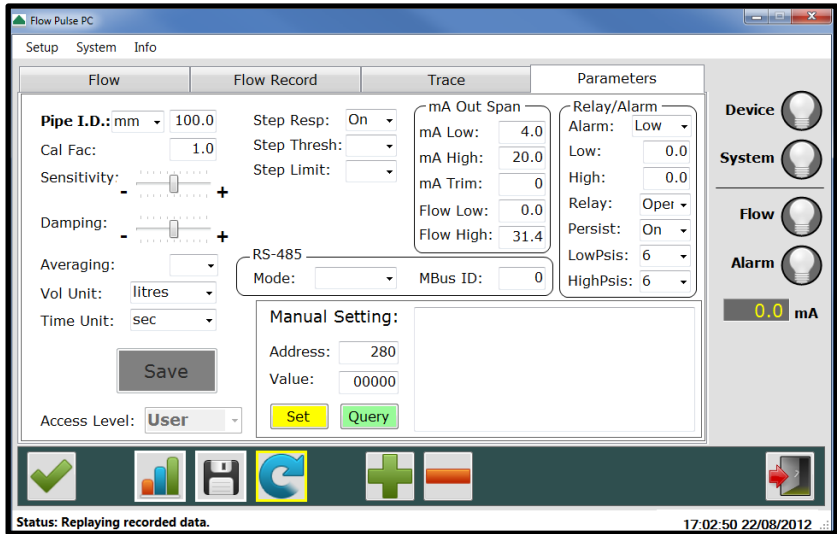 Flow Pulse PC
Setup System Info
Flow Flow Record Trace Parameters
Pipe I.D.: mm 100.0
Cal Fac: 1.0
Sensitivity:
- +
Damping:
- +
Averaging:
Vol Unit: litres
Time Unit: sec
Save
Access Level: User
Step Resp: On
Step Thresh:
Step Limit:
mA Out Span
mA Low: 4.0
mA High: 20.0
mA Trim: 0
Flow Low: 0.0
Flow High: 31.4
Relay/Alarm
Alarm: Low
Low: 0.0
High: 0.0
Relay: Oper
Persist: On
LowPsis: 6
HighPsis: 6
RS-485
Mode: MBus ID: 0
Manual Setting:
Address: 280
Value: 00000
Set Query
Device
System
Flow
Alarm
0.0 mA
Status: Replaying recorded data. 17:02:50 22/08/2012